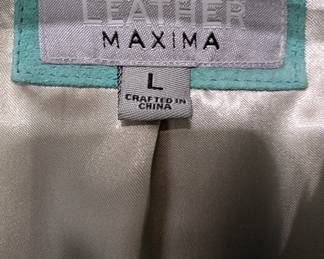 LEATHER
MAXIMA
L
CRAFTED IN
CHINA